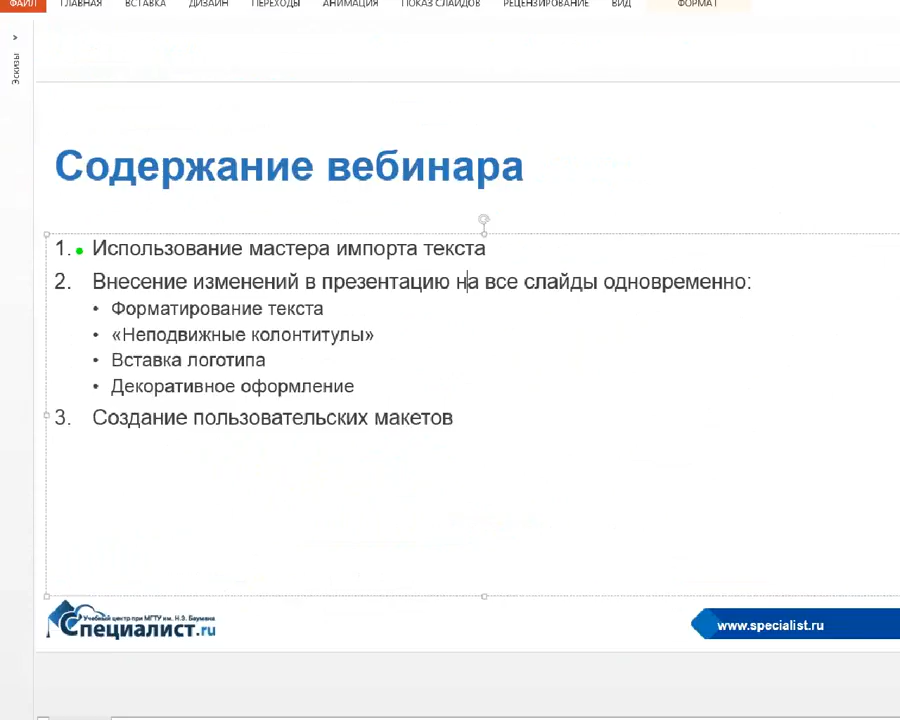 ФАЙЛ ГЛАВНАЯ ВСТАВКА ДИЗАЙН ПЕРЕХОДЫ АНИМАЦИЯ ПОКАЗ СЛАЙДОВ РЕЦЕНЗИРОВАНИЕ ВИД ФОРМАТ
Эскизы
Содержание вебинара
1. Использование мастера импорта текста
2. Внесение изменений в презентацию на все слайды одновременно:
• Форматирование текста
• «Неподвижные колонтитулы»
• Вставка логотипа
• Декоративное оформление
3. Создание пользовательских макетов
Учебный центр при МГТУ им. Н.Э. Баумана
Специалист.ru
www.specialist.ru